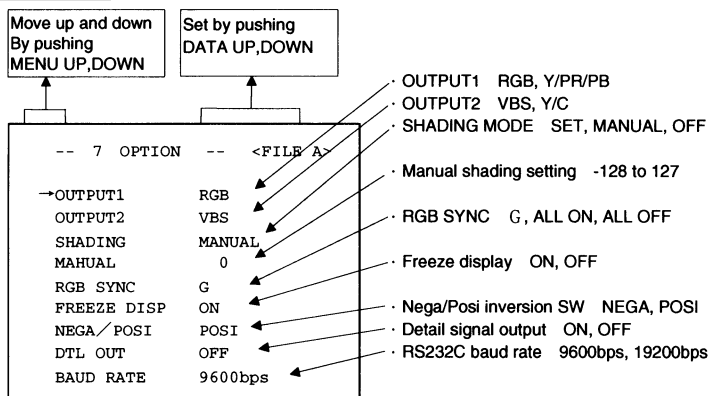 Move up and down
By pushing
MENU UP,DOWN
Set by pushing
DATA UP,DOWN
-- 7 OPTION -- <FILE A>
→OUTPUT1 RGB
OUTPUT2 VBS
SHADING MANUAL
MAHUAL 0
RGB SYNC G
FREEZE DISP ON
NEGA/POSI POSI
DTL OUT OFF
BAUD RATE 9600bps
· OUTPUT1 RGB, Y/PR/PB
· OUTPUT2 VBS, Y/C
· SHADING MODE SET, MANUAL, OFF
· Manual shading setting -128 to 127
· RGB SYNC G, ALL ON, ALL OFF
· Freeze display ON, OFF
· Nega/Posi inversion SW NEGA, POSI
· Detail signal output ON, OFF
· RS232C baud rate 9600bps, 19200bps